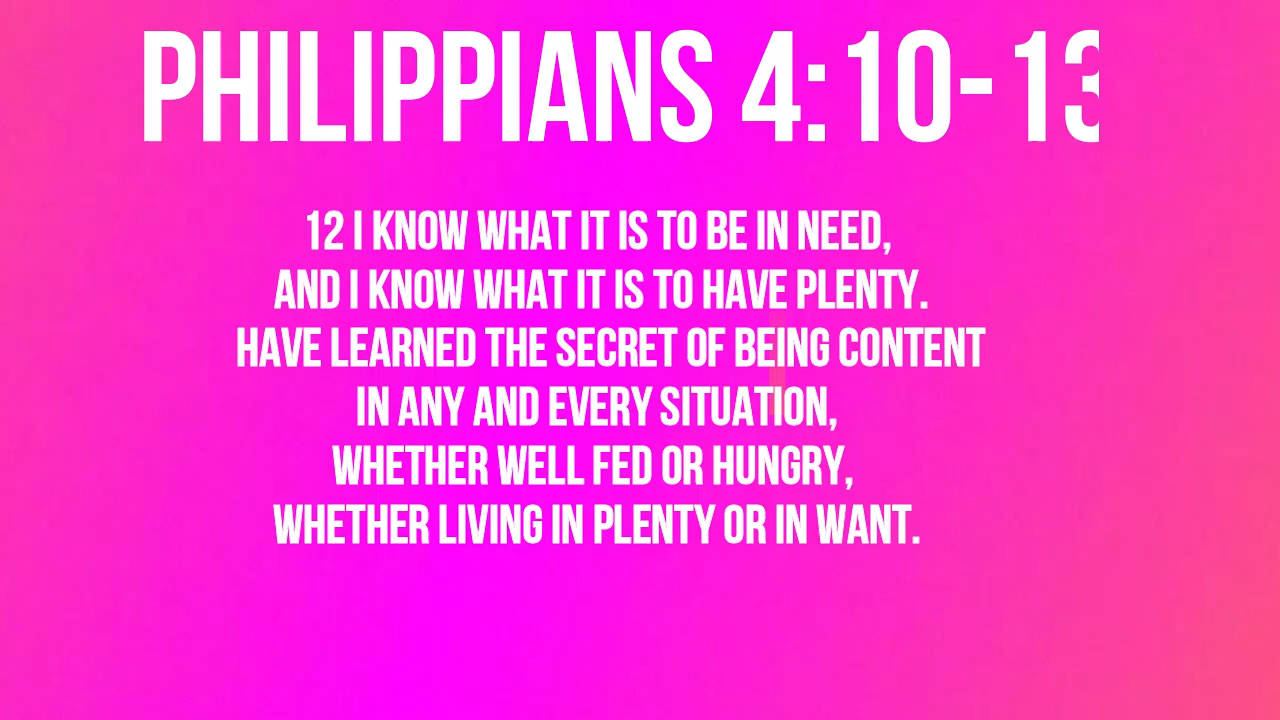 PHILIPPIANS 4:10-13
12 I KNOW WHAT IT IS TO BE IN NEED,
AND I KNOW WHAT IT IS TO HAVE PLENTY.
HAVE LEARNED THE SECRET OF BEING CONTENT
IN ANY AND EVERY SITUATION,
WHETHER WELL FED OR HUNGRY,
WHETHER LIVING IN PLENTY OR IN WANT.